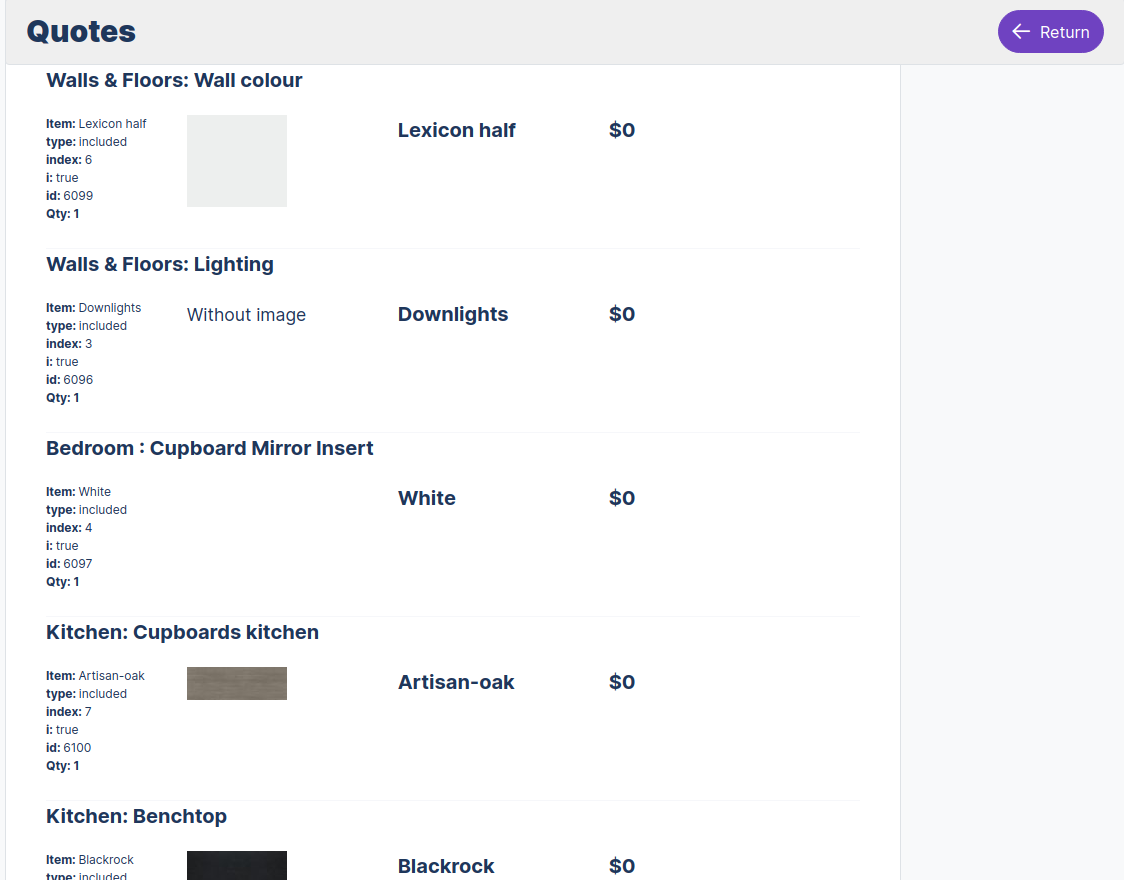 Quotes
Return
Walls & Floors: Wall colour
Item: Lexicon half
type: included
index: 6
i: true
id: 6099
Qty: 1
Lexicon half
$0
Walls & Floors: Lighting
Item: Downlights
type: included
index: 3
i: true
id: 6096
Qty: 1
Without image
Downlights
$0
Bedroom : Cupboard Mirror Insert
Item: White
type: included
index: 4
i: true
id: 6097
Qty: 1
White
$0
Kitchen: Cupboards kitchen
Item: Artisan-oak
type: included
index: 7
i: true
id: 6100
Qty: 1
Artisan-oak
$0
Kitchen: Benchtop
Item: Blackrock
type: included
Blackrock
$0